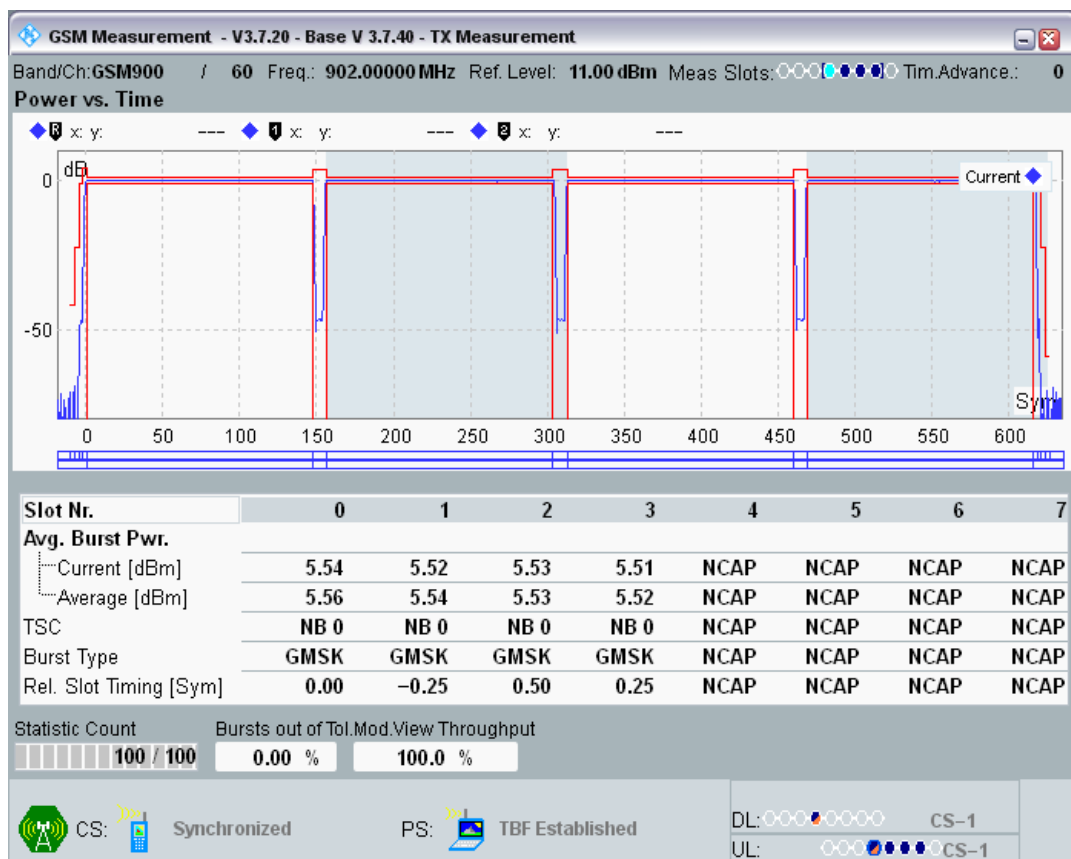 GSM Measurement - V3.7.20 - Base V 3.7.40 - TX Measurement
Band/Ch:GSM900 / 60 Freq.: 902.00000 MHz Ref. Level: 11.00 dBm Meas Slots: Tim.Advance.: 0
Power vs. Time
R x: y: --- 1 x: y: --- 2 x: y: ---
dB
Current
0
-50
Sym
0 50 100 150 200 250 300 350 400 450 500 550 600
Slot Nr. 0 1 2 3 4 5 6 7
Avg. Burst Pwr.
Current [dBm] 5.54 5.52 5.53 5.51 NCAP NCAP NCAP NCAP
Average [dBm] 5.56 5.54 5.53 5.52 NCAP NCAP NCAP NCAP
TSC NB 0 NB 0 NB 0 NB 0 NCAP NCAP NCAP NCAP
Burst Type GMSK GMSK GMSK GMSK NCAP NCAP NCAP NCAP
Rel. Slot Timing [Sym] 0.00 −0.25 0.50 0.25 NCAP NCAP NCAP NCAP
Statistic Count Bursts out of Tol. Mod.View Throughput
100 / 100 0.00 % 100.0 %
CS: Synchronized PS: TBF Established DL: CS−1
UL: CS−1